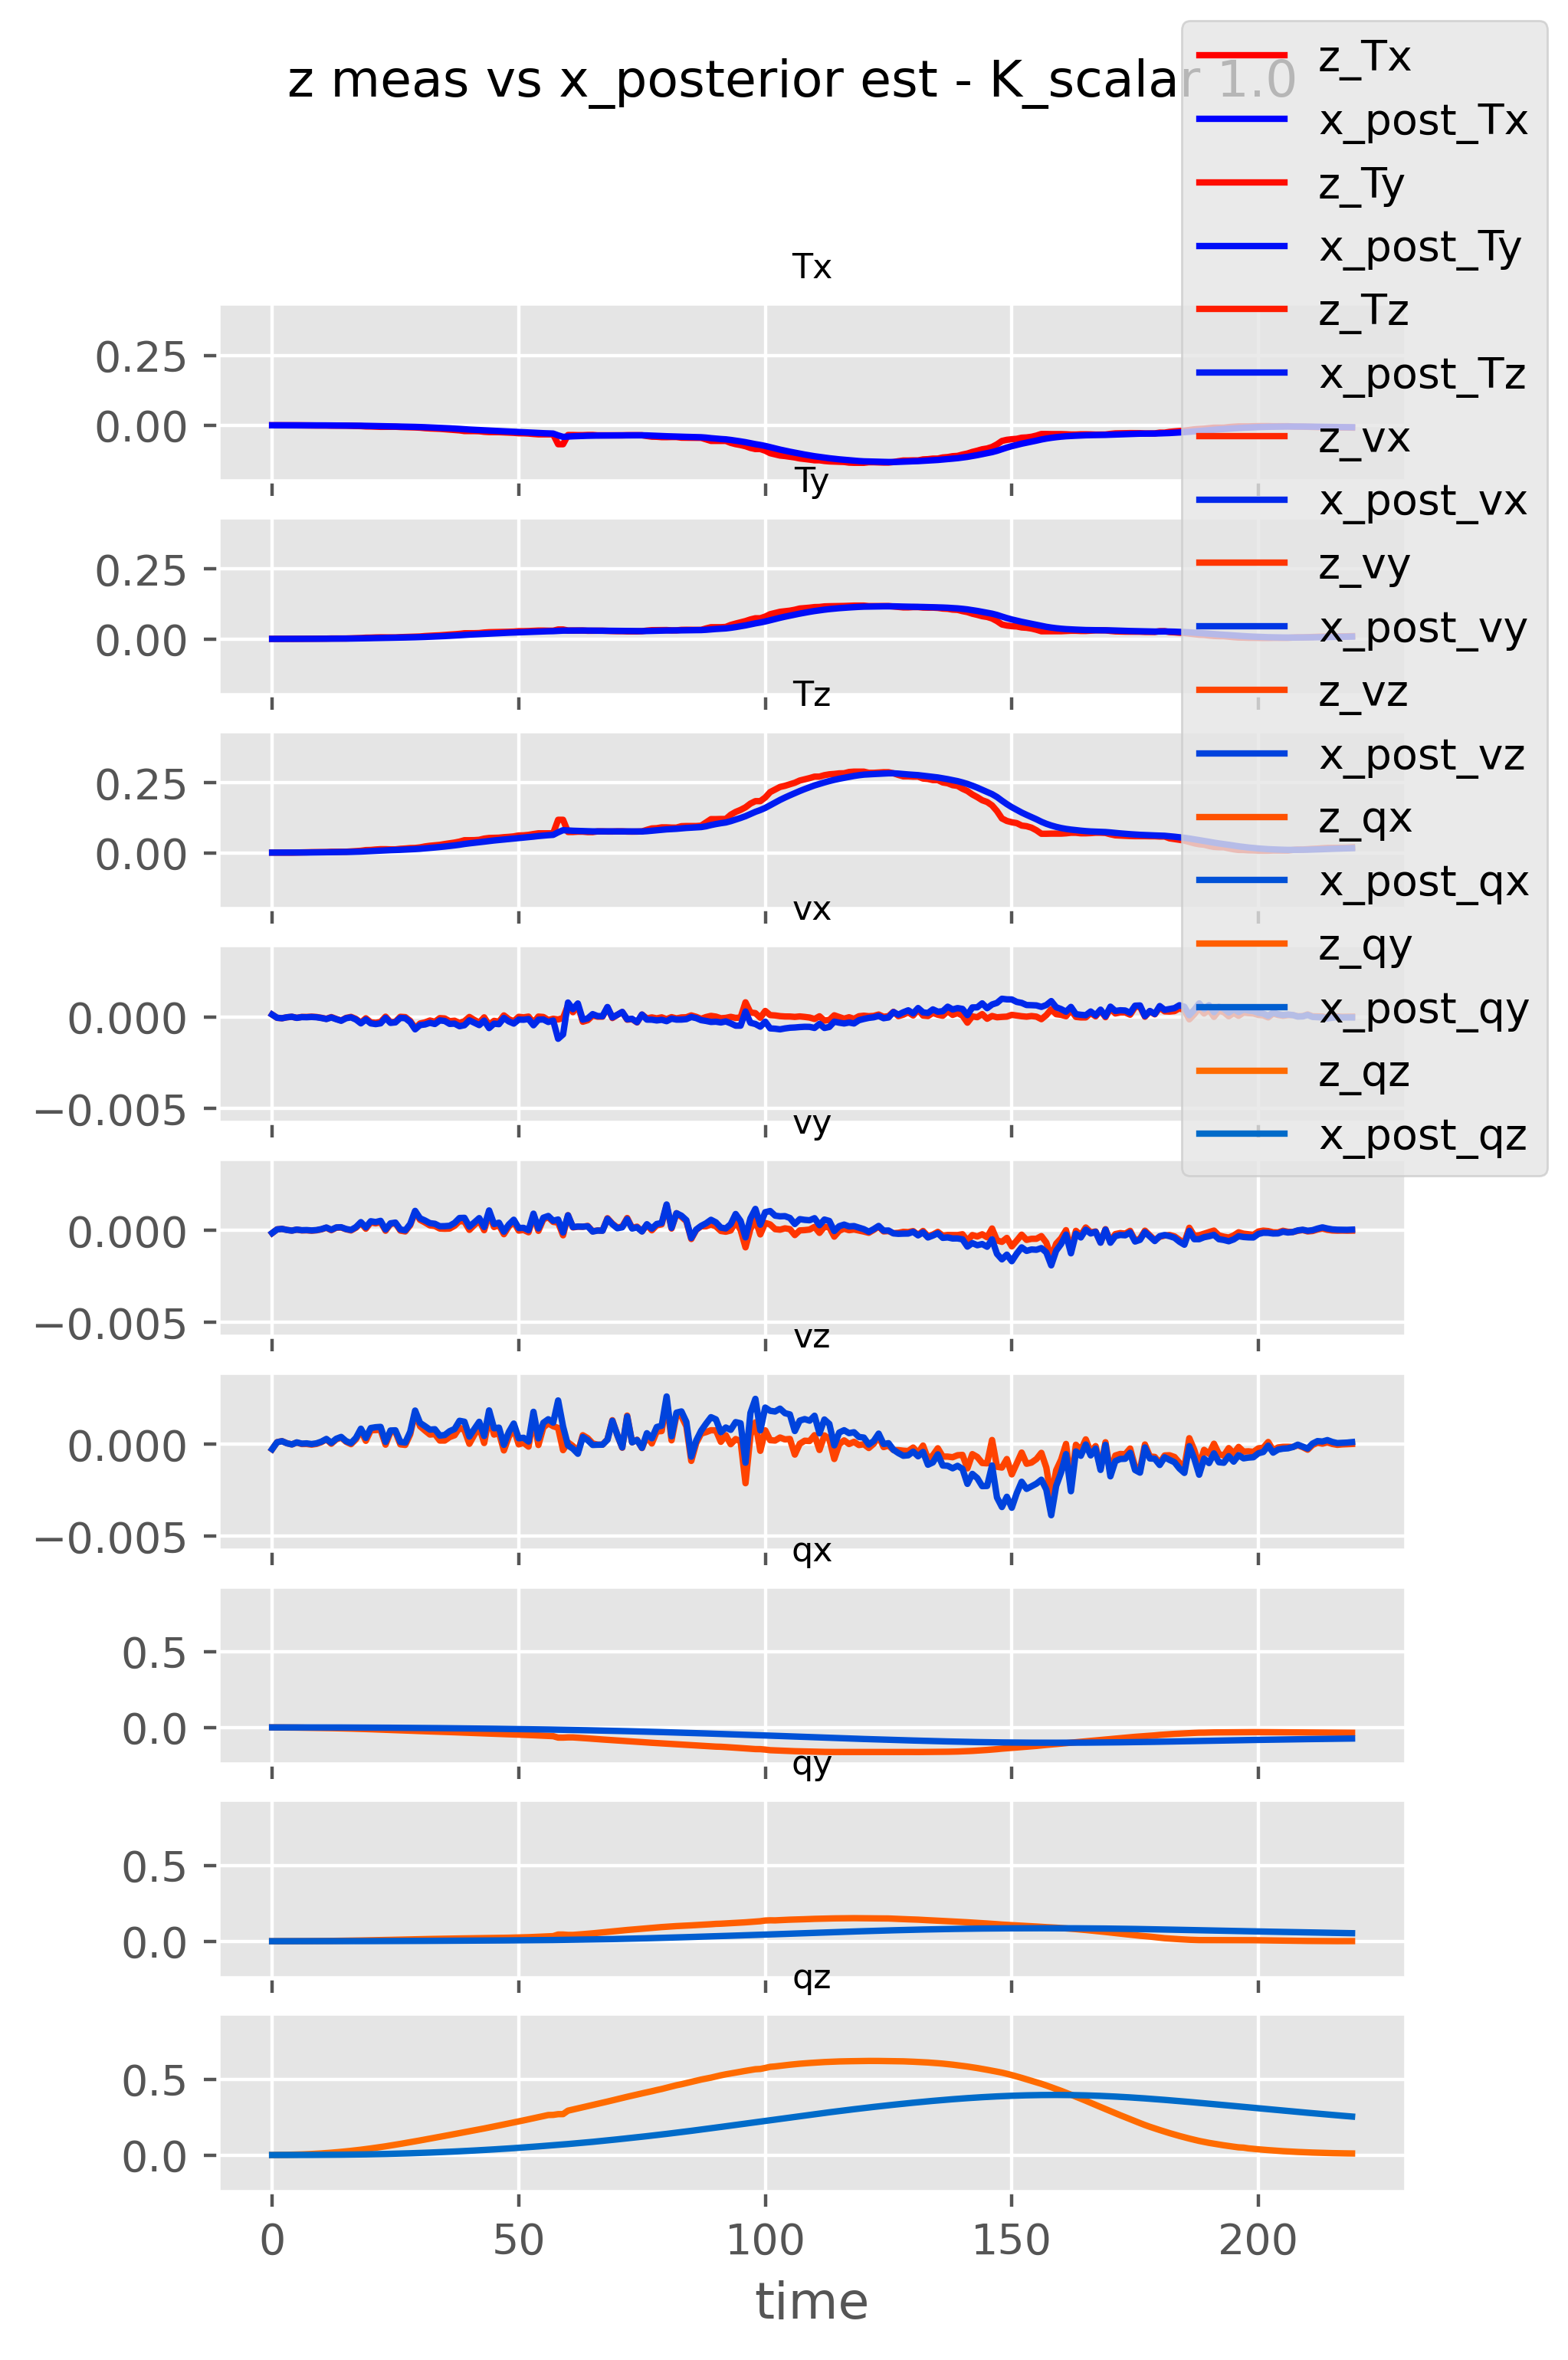 z meas vs x_posterior est - K_scalar 1.0
z_Tx
x_post_Tx
z_Ty
x_post_Ty
z_Tz
x_post_Tz
z_vx
x_post_vx
z_vy
x_post_vy
z_vz
x_post_vz
z_qx
x_post_qx
z_qy
x_post_qy
z_qz
x_post_qz
Tx
0.25
0.00
Ty
0.25
0.00
Tz
0.25
0.00
vx
0.000
−0.005
vy
0.000
−0.005
vz
0.000
−0.005
qx
0.5
0.0
qy
0.5
0.0
qz
0.5
0.0
0 50 100 150 200
time